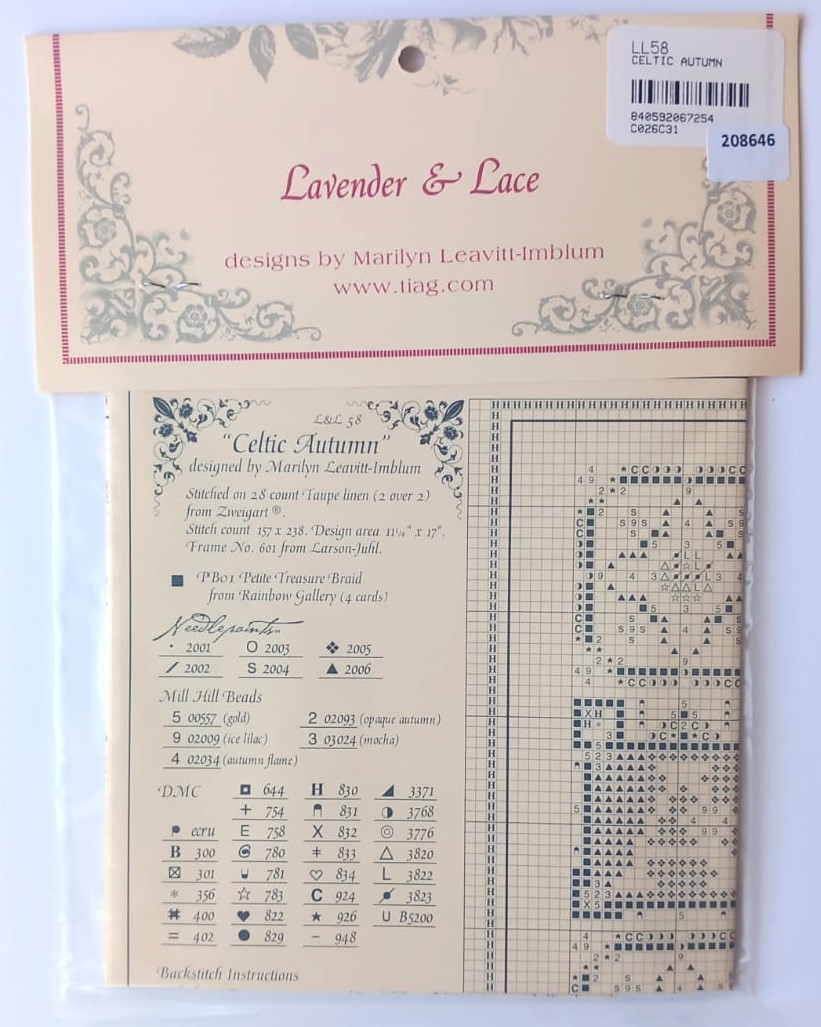 LL58
CELTIC AUTUMN
840592067254
C026C31
208646
Lavender & Lace
designs by Marilyn Leavitt-Imblum
www.tiag.com
L&L 58
"Celtic Autumn"
designed by Marilyn Leavitt-Imblum
Stitched on 28 count Taupe linen (2 over 2)
from Zweigart ®.
Stitch count 157 x 238. Design area 11¼" x 17".
Frame No. 601 from Larson-Juhl.
■ PB01 Petite Treasure Braid
from Rainbow Gallery (4 cards)
Needlepaints
· 2001 O 2003 ❖ 2005
/ 2002 S 2004 ▲ 2006
Mill Hill Beads
5 00557 (gold) 2 02093 (opaque autumn)
9 02009 (ice lilac) 3 03024 (mocha)
4 02034 (autumn flame)
DMC 644 H 830 3371
+ 754 831 3768
ecru E 758 X 832 ◎ 3776
B 300 780 ǂ 833 △ 3820
⊠ 301 781 ♡ 834 L 3822
* 356 ☆ 783 C 924 3823
400 ♥ 822 ★ 926 U B5200
= 402 ● 829 − 948
Backstitch Instructions